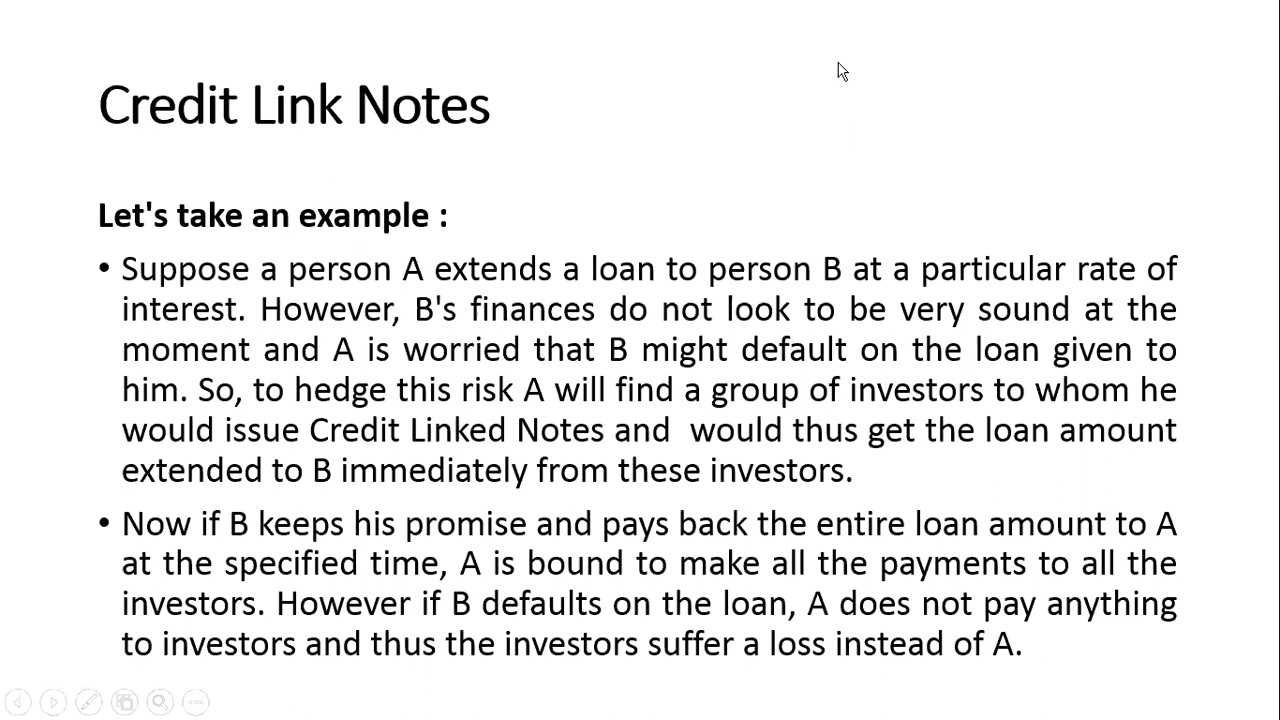 Credit Link Notes
Let's take an example :
• Suppose a person A extends a loan to person B at a particular rate of
interest. However, B's finances do not look to be very sound at the
moment and A is worried that B might default on the loan given to
him. So, to hedge this risk A will find a group of investors to whom he
would issue Credit Linked Notes and  would thus get the loan amount
extended to B immediately from these investors.
• Now if B keeps his promise and pays back the entire loan amount to A
at the specified time, A is bound to make all the payments to all the
investors. However if B defaults on the loan, A does not pay anything
to investors and thus the investors suffer a loss instead of A.